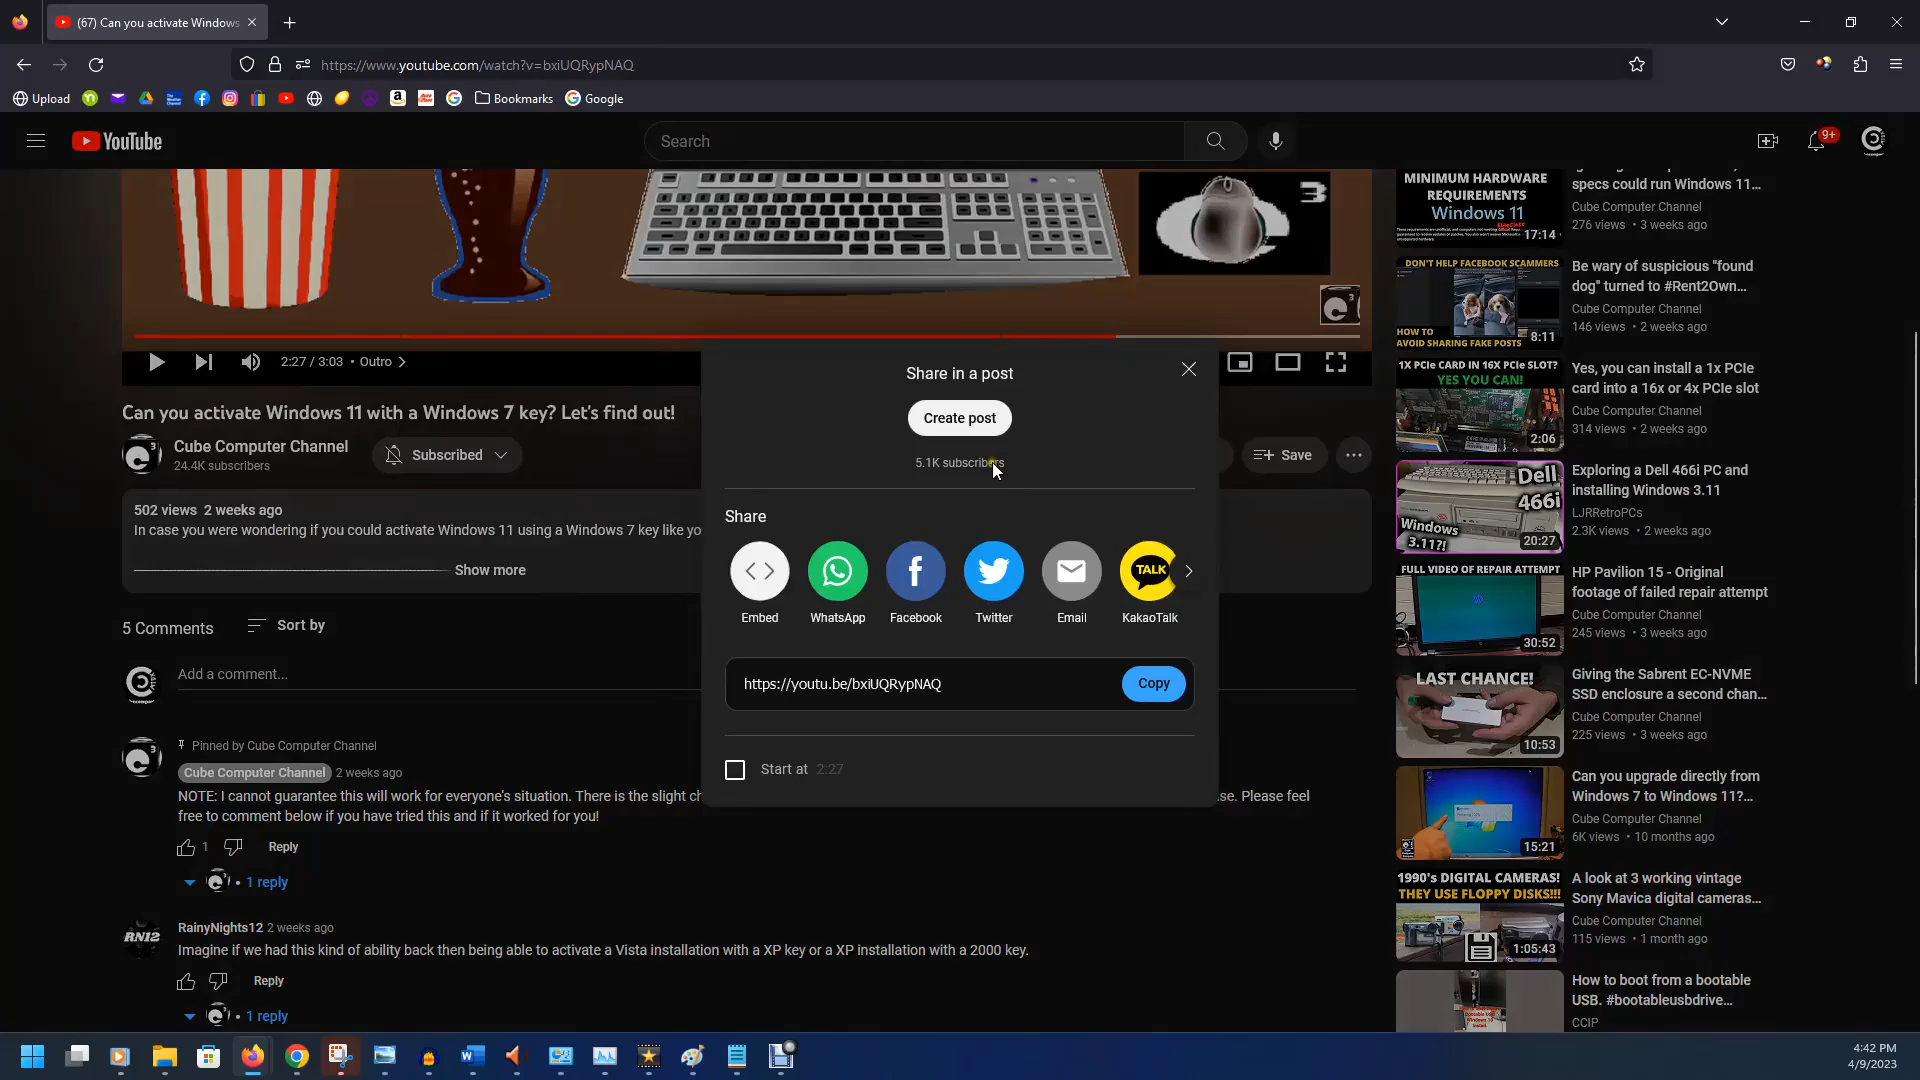 (67) Can you activate Windows
https://www.youtube.com/watch?v=bxiUQRypNAQ
Upload
Bookmarks
Google
YouTube
Search
9+
3
2:27 / 3:03 • Outro
Can you activate Windows 11 with a Windows 7 key? Let's find out!
Cube Computer Channel
24.4K subscribers
Subscribed
Save
502 views 2 weeks ago
In case you were wondering if you could activate Windows 11 using a Windows 7 key like yo
Show more
5 Comments
Sort by
Add a comment...
Pinned by Cube Computer Channel
Cube Computer Channel 2 weeks ago
NOTE: I cannot guarantee this will work for everyone's situation. There is the slight ch
se. Please feel
free to comment below if you have tried this and if it worked for you!
1
Reply
• 1 reply
RN12
RainyNights12 2 weeks ago
Imagine if we had this kind of ability back then being able to activate a Vista installation with a XP key or a XP installation with a 2000 key.
Reply
• 1 reply
Share in a post
Create post
5.1K subscribers
Share
Embed
WhatsApp
Facebook
Twitter
Email
TALK
KakaoTalk
https://youtu.be/bxiUQRypNAQ
Copy
Start at 2:27
MINIMUM HARDWARE
REQUIREMENTS
Windows 11
17:14
specs could run Windows 11...
Cube Computer Channel
276 views • 3 weeks ago
DON'T HELP FACEBOOK SCAMMERS
HOW TO
AVOID SHARING FAKE POSTS
8:11
Be wary of suspicious "found
dog" turned to #Rent2Own...
Cube Computer Channel
146 views • 2 weeks ago
1X PCIe CARD IN 16X PCIe SLOT?
YES YOU CAN!
2:06
Yes, you can install a 1x PCIe
card into a 16x or 4x PCIe slot
Cube Computer Channel
314 views • 2 weeks ago
Dell
466i
Windows
3.11?!
20:27
Exploring a Dell 466i PC and
installing Windows 3.11
LJRRetroPCs
2.3K views • 2 weeks ago
FULL VIDEO OF REPAIR ATTEMPT
30:52
HP Pavilion 15 - Original
footage of failed repair attempt
Cube Computer Channel
245 views • 3 weeks ago
LAST CHANCE!
10:53
Giving the Sabrent EC-NVME
SSD enclosure a second chan...
Cube Computer Channel
225 views • 3 weeks ago
15:21
Can you upgrade directly from
Windows 7 to Windows 11?...
Cube Computer Channel
6K views • 10 months ago
1990's DIGITAL CAMERAS!
THEY USE FLOPPY DISKS!!!
1:05:43
A look at 3 working vintage
Sony Mavica digital cameras...
Cube Computer Channel
115 views • 1 month ago
How to boot from a bootable
USB. #bootableusbdrive...
CCIP
4:42 PM
4/9/2023